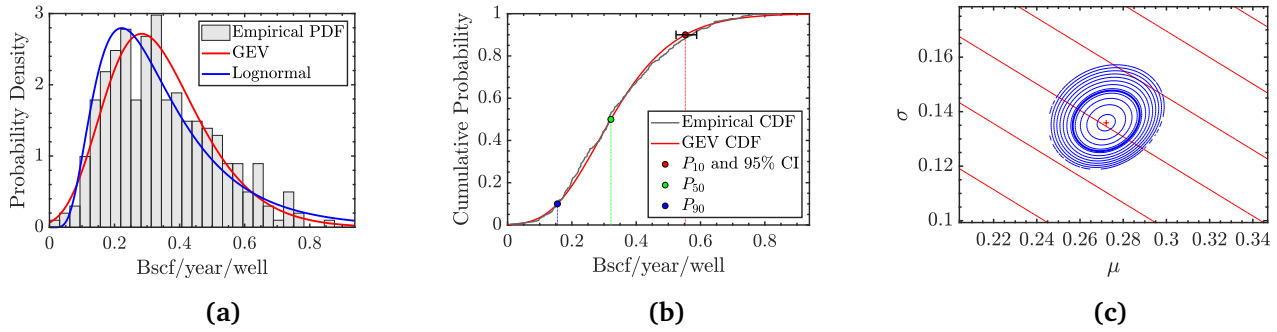 Probability Density
3
2
1
0
0
0.2
0.4
0.6
0.8
Bscf/year/well
Empirical PDF
GEV
Lognormal
(a)
Cumulative Probability
1
0.8
0.6
0.4
0.2
0
0
0.2
0.4
0.6
0.8
Bscf/year/well
Empirical CDF
GEV CDF
P10 and 95% CI
P50
P90
(b)
σ
0.16
0.14
0.12
0.1
0.22
0.24
0.26
0.28
0.3
0.32
0.34
μ
(c)